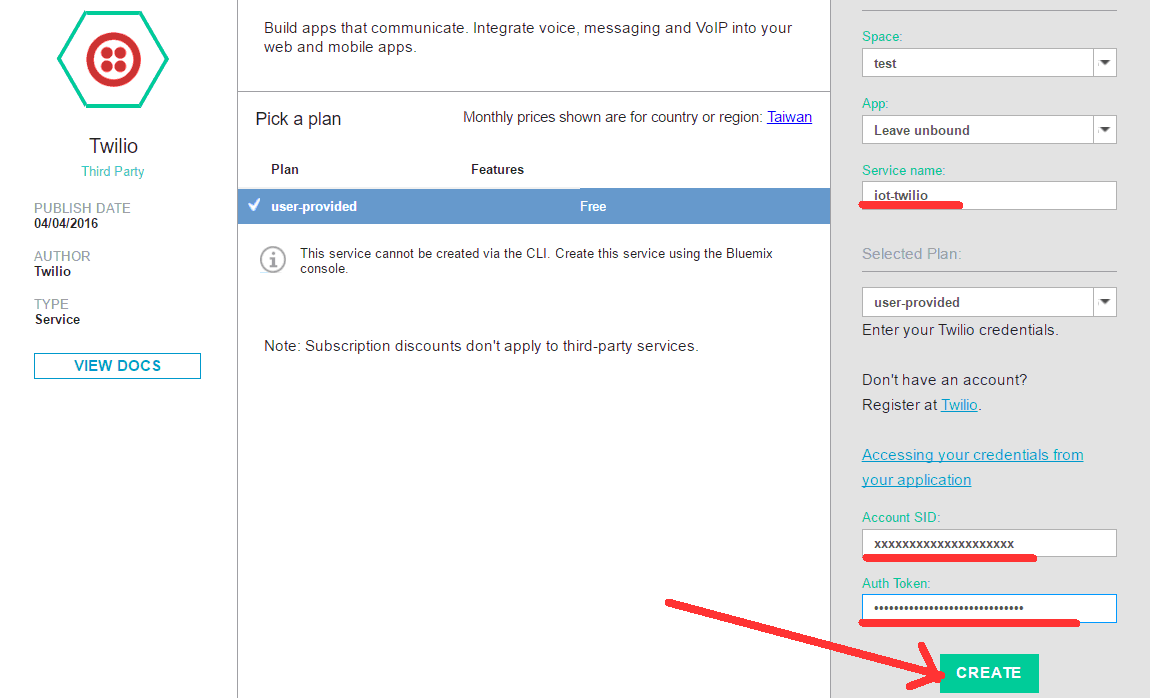 Twilio
Third Party
PUBLISH DATE
04/04/2016
AUTHOR
Twilio
TYPE
Service
VIEW DOCS
Build apps that communicate. Integrate voice, messaging and VoIP into your
web and mobile apps.
Pick a plan
Monthly prices shown are for country or region: Taiwan
Plan Features
user-provided Free
This service cannot be created via the CLI. Create this service using the Bluemix
console.
Note: Subscription discounts don't apply to third-party services.
Space:
test
App:
Leave unbound
Service name:
iot-twilio
Selected Plan:
user-provided
Enter your Twilio credentials.
Don't have an account?
Register at Twilio.
Accessing your credentials from
your application
Account SID:
xxxxxxxxxxxxxxxxxxxx
Auth Token:
••••••••••••••••••••••••••••••
CREATE